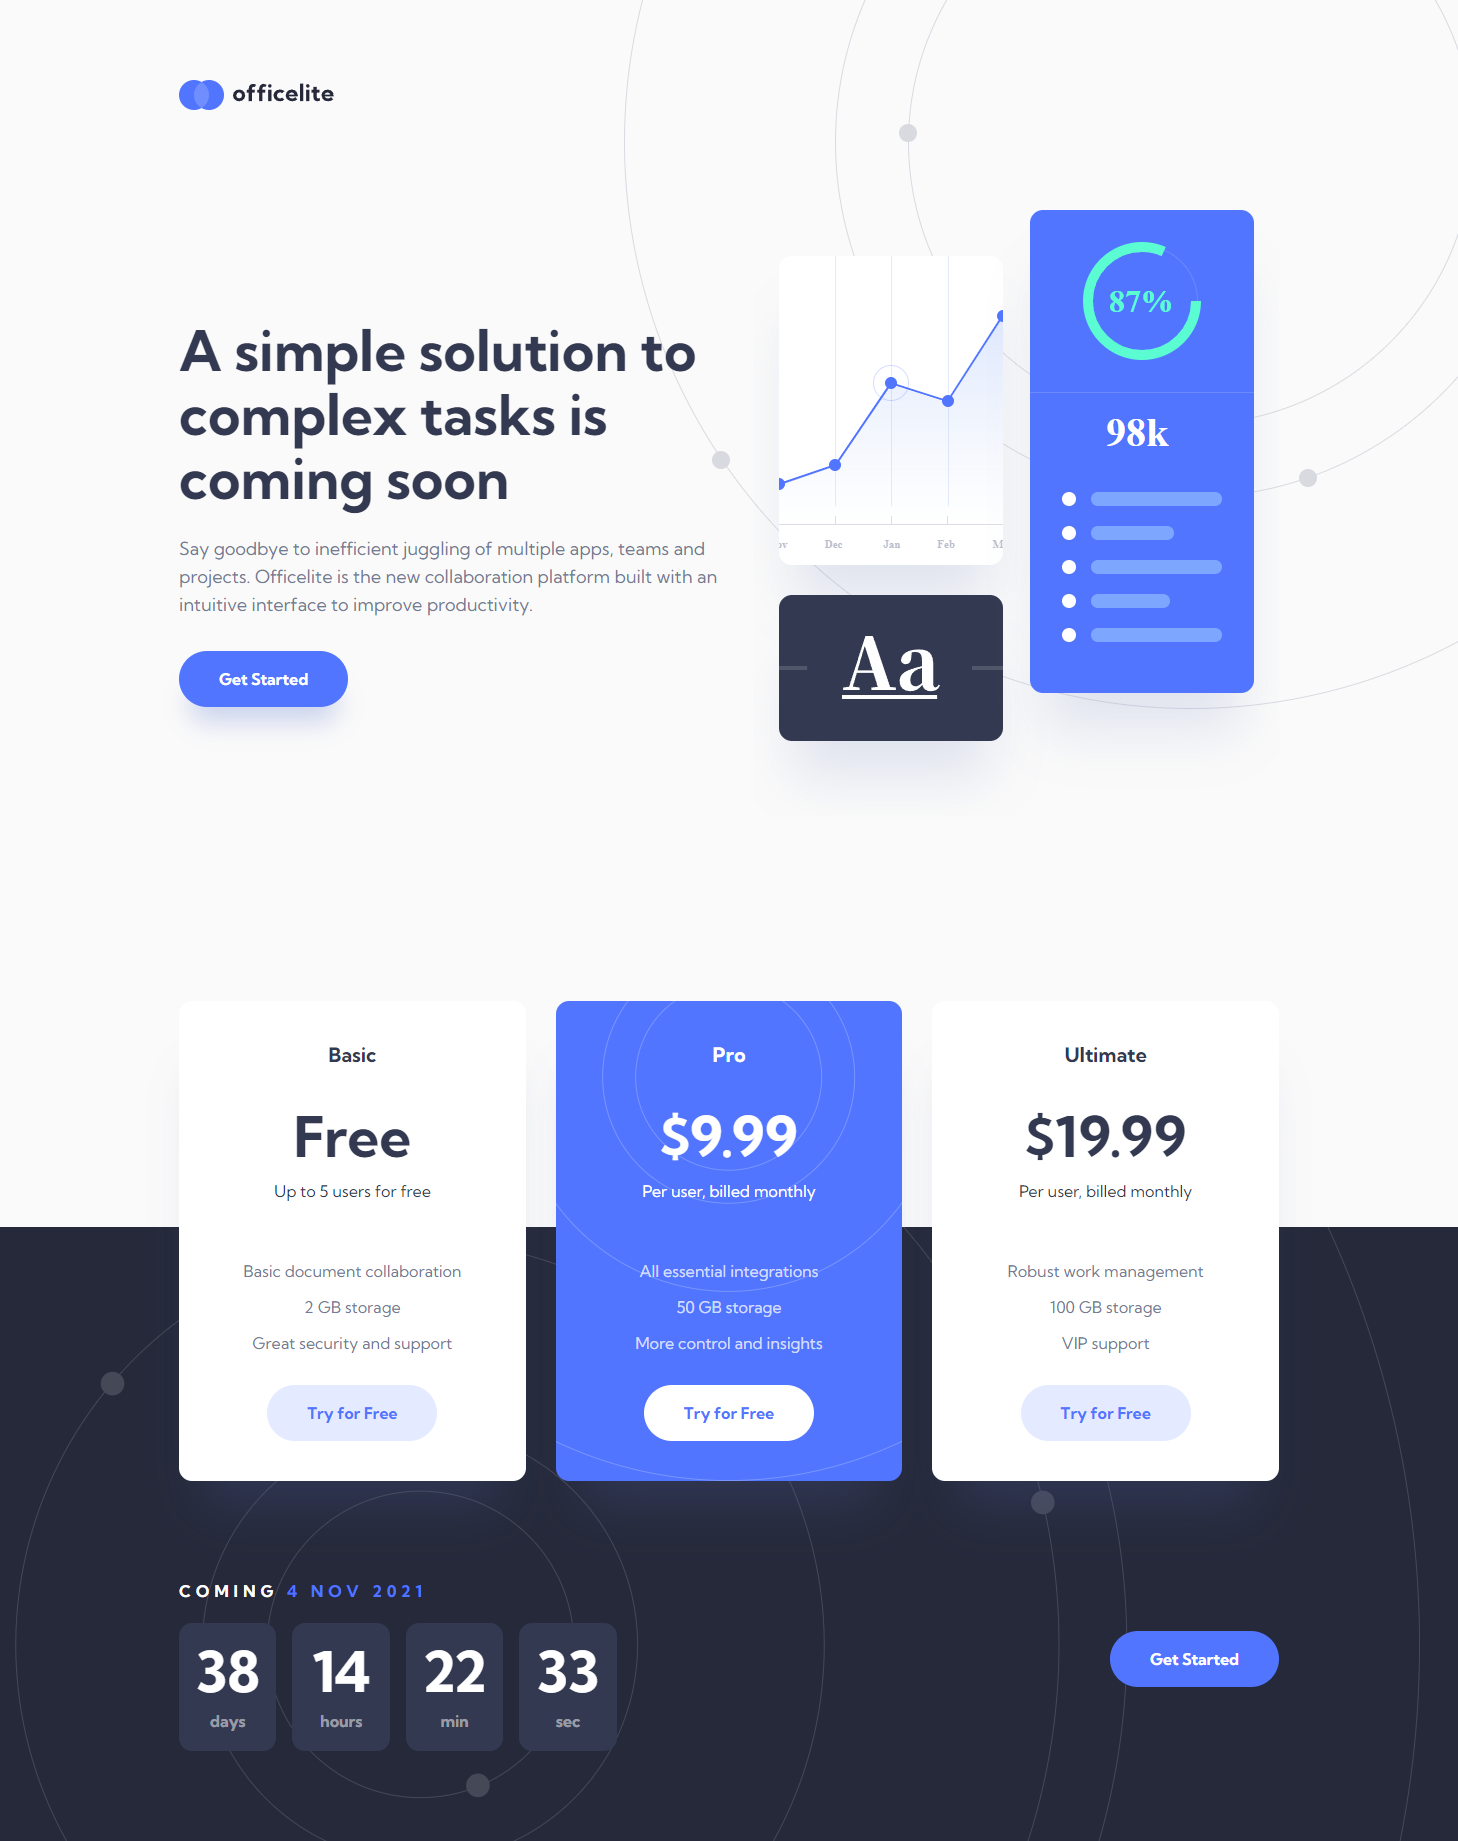 officelite
A simple solution to
complex tasks is
coming soon
Say goodbye to inefficient juggling of multiple apps, teams and
projects. Officelite is the new collaboration platform built with an
intuitive interface to improve productivity.
Get Started
ov Dec Jan Feb M
Aa
87%
98k
Basic
Free
Up to 5 users for free
Basic document collaboration
2 GB storage
Great security and support
Try for Free
Pro
$9.99
Per user, billed monthly
All essential integrations
50 GB storage
More control and insights
Try for Free
Ultimate
$19.99
Per user, billed monthly
Robust work management
100 GB storage
VIP support
Try for Free
COMING 4 NOV 2021
38 14 22 33
days hours min sec
Get Started